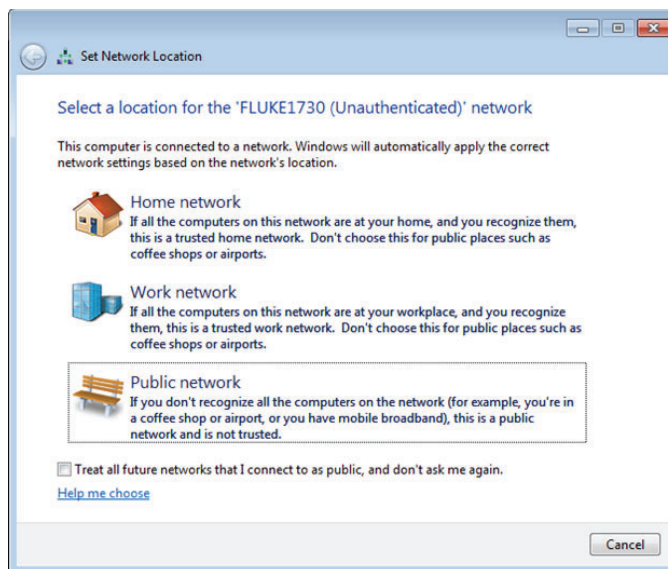 Set Network Location
Select a location for the 'FLUKE1730 (Unauthenticated)' network
This computer is connected to a network. Windows will automatically apply the correct
network settings based on the network's location.
Home network
If all the computers on this network are at your home, and you recognize them,
this is a trusted home network. Don't choose this for public places such as
coffee shops or airports.
Work network
If all the computers on this network are at your workplace, and you recognize
them, this is a trusted work network. Don't choose this for public places such as
coffee shops or airports.
Public network
If you don't recognize all the computers on the network (for example, you're in
a coffee shop or airport, or you have mobile broadband), this is a public
network and is not trusted.
Treat all future networks that I connect to as public, and don't ask me again.
Help me choose
Cancel